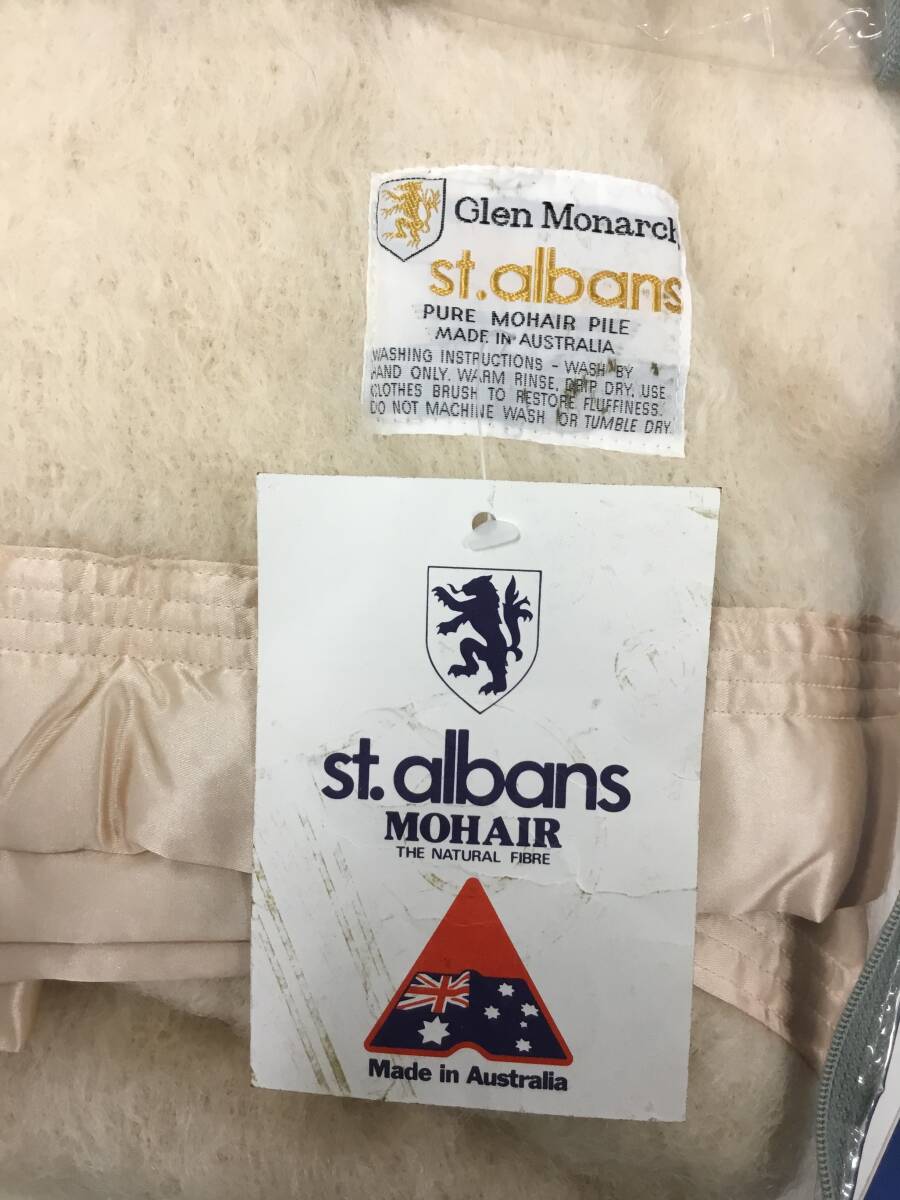 Glen Monarch
st.albans
PURE MOHAIR PILE
MADE IN AUSTRALIA
WASHING INSTRUCTIONS - WASH BY
HAND ONLY. WARM RINSE. DRIP DRY. USE
CLOTHES BRUSH TO RESTORE FLUFFINESS.
DO NOT MACHINE WASH OR TUMBLE DRY.
st.albans
MOHAIR
THE NATURAL FIBRE
Made in Australia